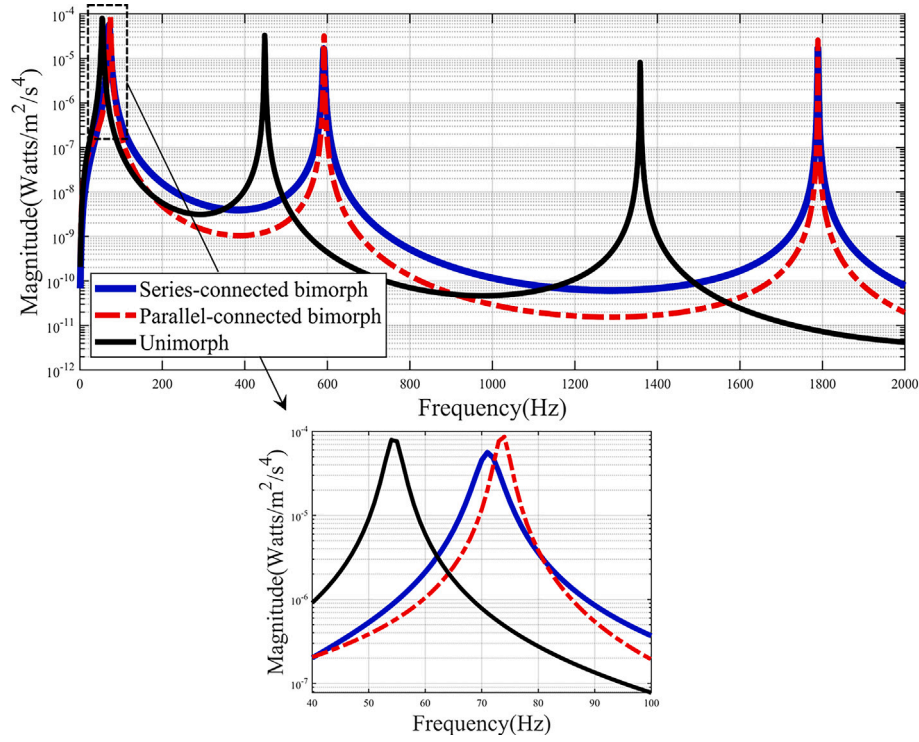 10^-4
10^-5
10^-6
10^-7
10^-8
10^-9
10^-10
10^-11
10^-12
Magnitude(Watts/m^2/s^4)
Series-connected bimorph
Parallel-connected bimorph
Unimorph
0 200 400 600 800 1000 1200 1400 1600 1800 2000
Frequency(Hz)
10^-4
10^-5
10^-6
10^-7
Magnitude(Watts/m^2/s^4)
40 50 60 70 80 90 100
Frequency(Hz)